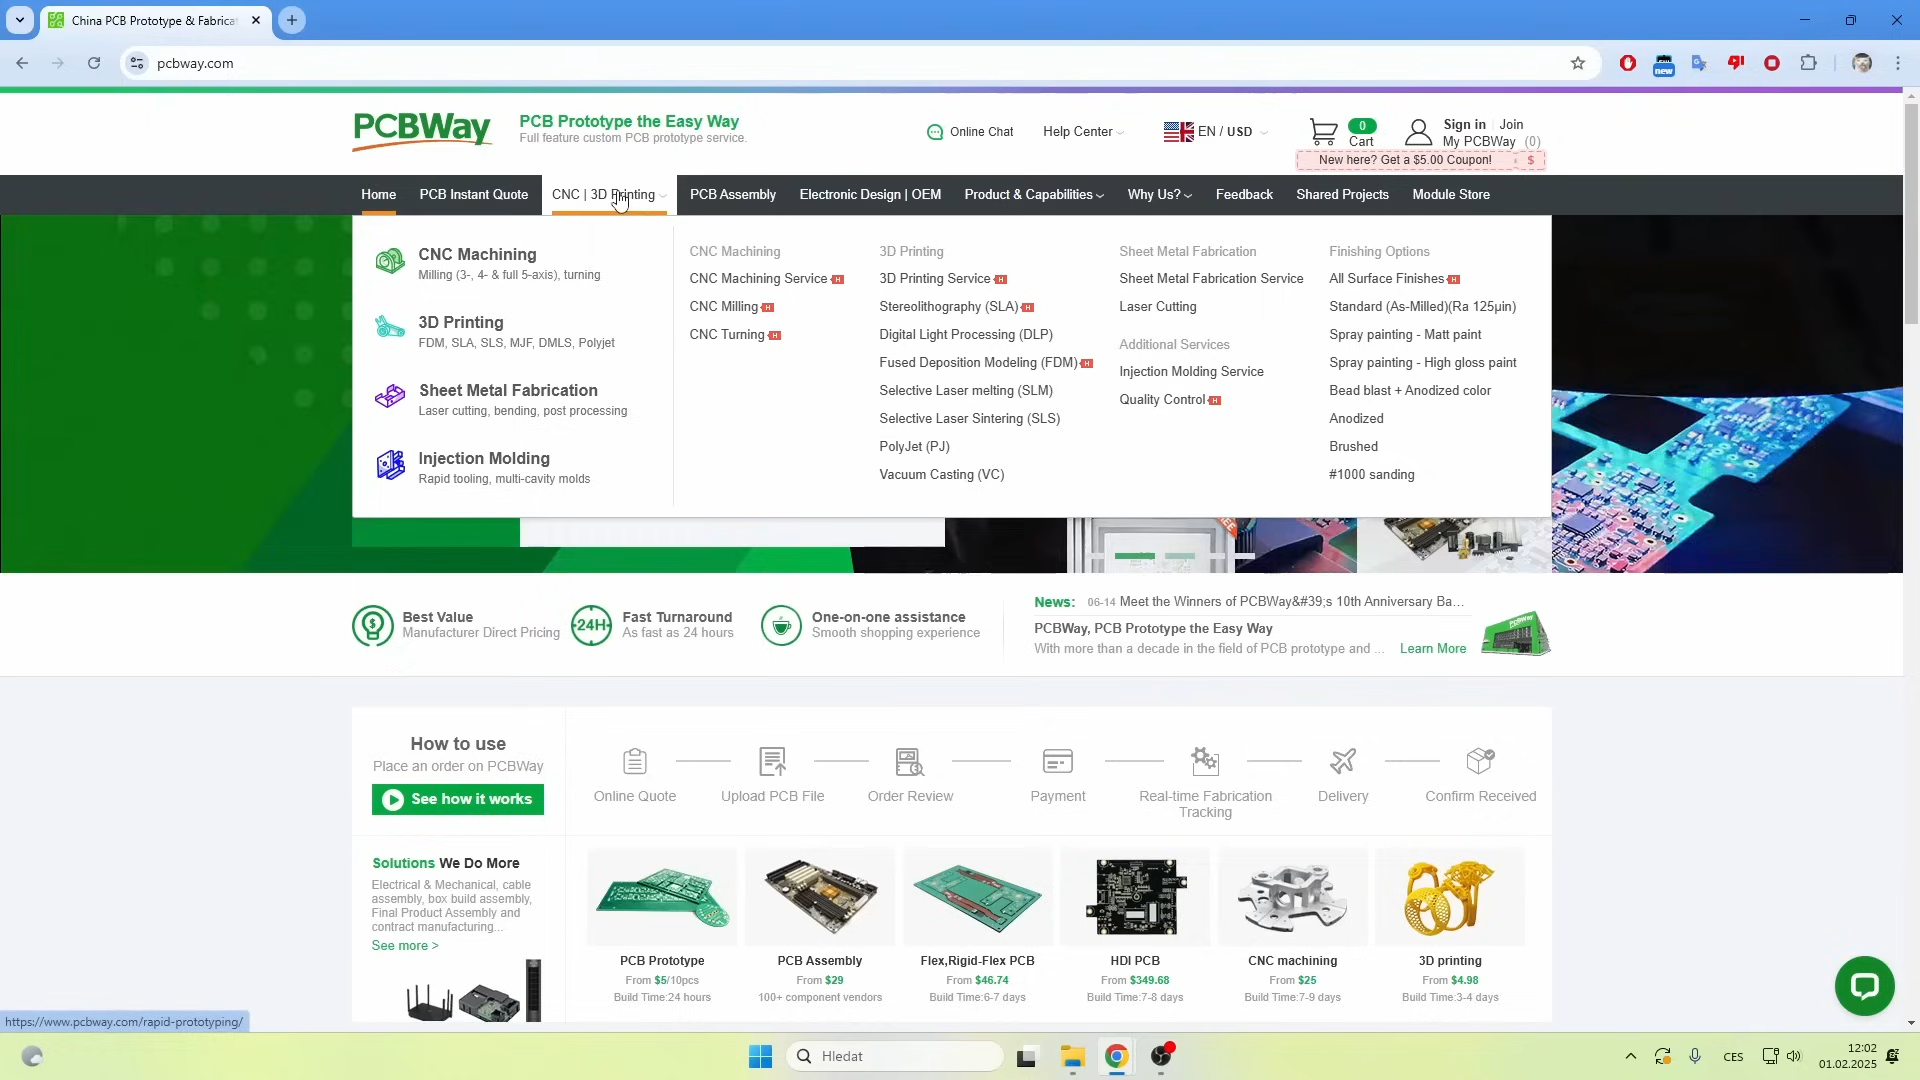 China PCB Prototype & Fabricat
pcbway.com
new
PCBWay
PCB Prototype the Easy Way
Full feature custom PCB prototype service.
Online Chat
Help Center
EN / USD
0
Cart
Sign in
Join
My PCBWay (0)
New here? Get a $5.00 Coupon!
$
Home
PCB Instant Quote
CNC | 3D Printing
PCB Assembly
Electronic Design | OEM
Product & Capabilities
Why Us?
Feedback
Shared Projects
Module Store
CNC Machining
Milling (3-, 4- & full 5-axis), turning
3D Printing
FDM, SLA, SLS, MJF, DMLS, Polyjet
Sheet Metal Fabrication
Laser cutting, bending, post processing
Injection Molding
Rapid tooling, multi-cavity molds
CNC Machining
CNC Machining Service H
CNC Milling H
CNC Turning H
3D Printing
3D Printing Service H
Stereolithography (SLA) H
Digital Light Processing (DLP)
Fused Deposition Modeling (FDM) H
Selective Laser melting (SLM)
Selective Laser Sintering (SLS)
PolyJet (PJ)
Vacuum Casting (VC)
Sheet Metal Fabrication
Sheet Metal Fabrication Service
Laser Cutting
Additional Services
Injection Molding Service
Quality Control H
Finishing Options
All Surface Finishes H
Standard (As-Milled)(Ra 125µin)
Spray painting - Matt paint
Spray painting - High gloss paint
Bead blast + Anodized color
Anodized
Brushed
#1000 sanding
Best Value
Manufacturer Direct Pricing
24H
Fast Turnaround
As fast as 24 hours
One-on-one assistance
Smooth shopping experience
News: 06-14 Meet the Winners of PCBWay&#39;s 10th Anniversary Ba...
PCBWay, PCB Prototype the Easy Way
With more than a decade in the field of PCB prototype and ... Learn More
How to use
Place an order on PCBWay
See how it works
Online Quote
Upload PCB File
Order Review
Payment
Real-time Fabrication
Tracking
Delivery
Confirm Received
Solutions We Do More
Electrical & Mechanical, cable
assembly, box build assembly,
Final Product Assembly and
contract manufacturing...
See more >
PCB Prototype
From $5/10pcs
Build Time:24 hours
PCB Assembly
From $29
100+ component vendors
Flex,Rigid-Flex PCB
From $46.74
Build Time:6-7 days
HDI PCB
From $349.68
Build Time:7-8 days
CNC machining
From $25
Build Time:7-9 days
3D printing
From $4.98
Build Time:3-4 days
https://www.pcbway.com/rapid-prototyping/
Hledat
CES
12:02
01.02.2025